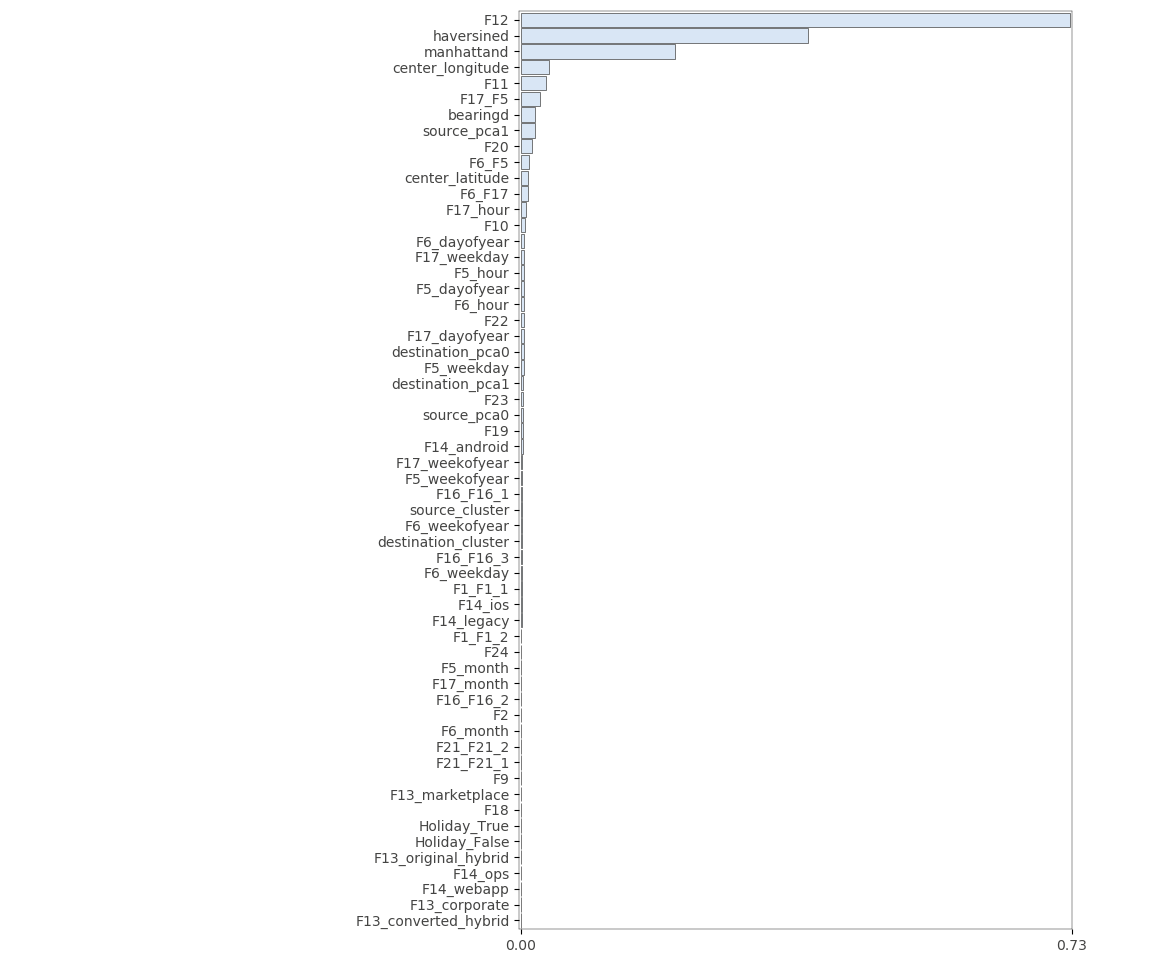 F12
haversined
manhattand
center_longitude
F11
F17_F5
bearingd
source_pca1
F20
F6_F5
center_latitude
F6_F17
F17_hour
F10
F6_dayofyear
F17_weekday
F5_hour
F5_dayofyear
F6_hour
F22
F17_dayofyear
destination_pca0
F5_weekday
destination_pca1
F23
source_pca0
F19
F14_android
F17_weekofyear
F5_weekofyear
F16_F16_1
source_cluster
F6_weekofyear
destination_cluster
F16_F16_3
F6_weekday
F1_F1_1
F14_ios
F14_legacy
F1_F1_2
F24
F5_month
F17_month
F16_F16_2
F2
F6_month
F21_F21_2
F21_F21_1
F9
F13_marketplace
F18
Holiday_True
Holiday_False
F13_original_hybrid
F14_ops
F14_webapp
F13_corporate
F13_converted_hybrid
0.00 0.73